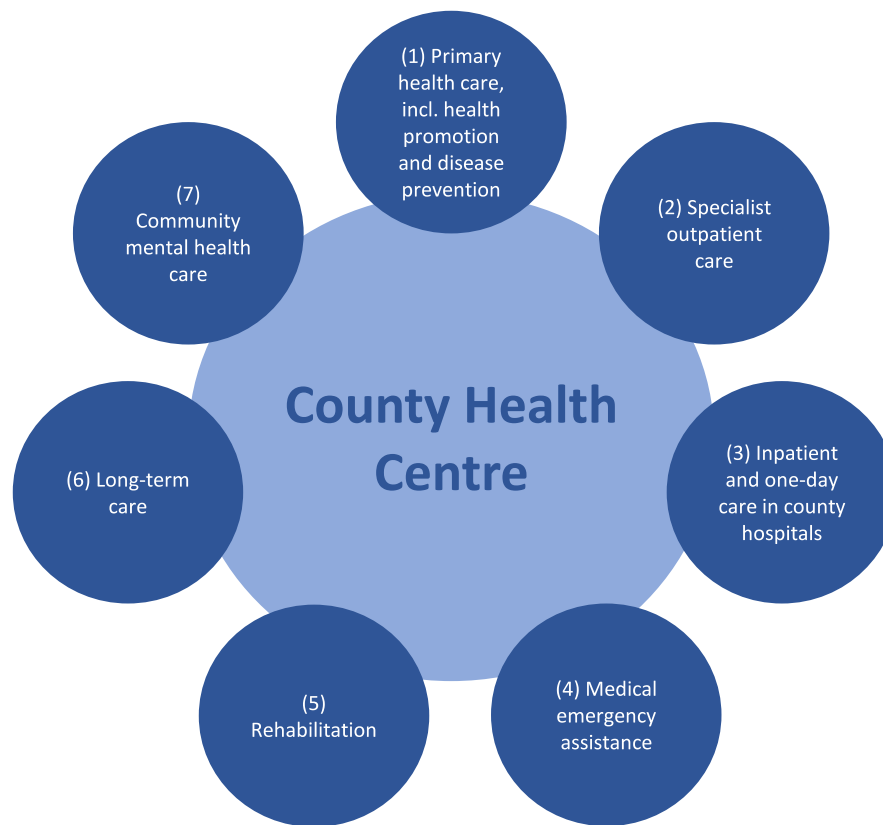 (1) Primary
health care,
incl. health
promotion
and disease
prevention
(2) Specialist
outpatient
care
(3) Inpatient
and one-day
care in county
hospitals
(4) Medical
emergency
assistance
(5)
Rehabilitation
(6) Long-term
care
(7)
Community
mental health
care
County Health
Centre